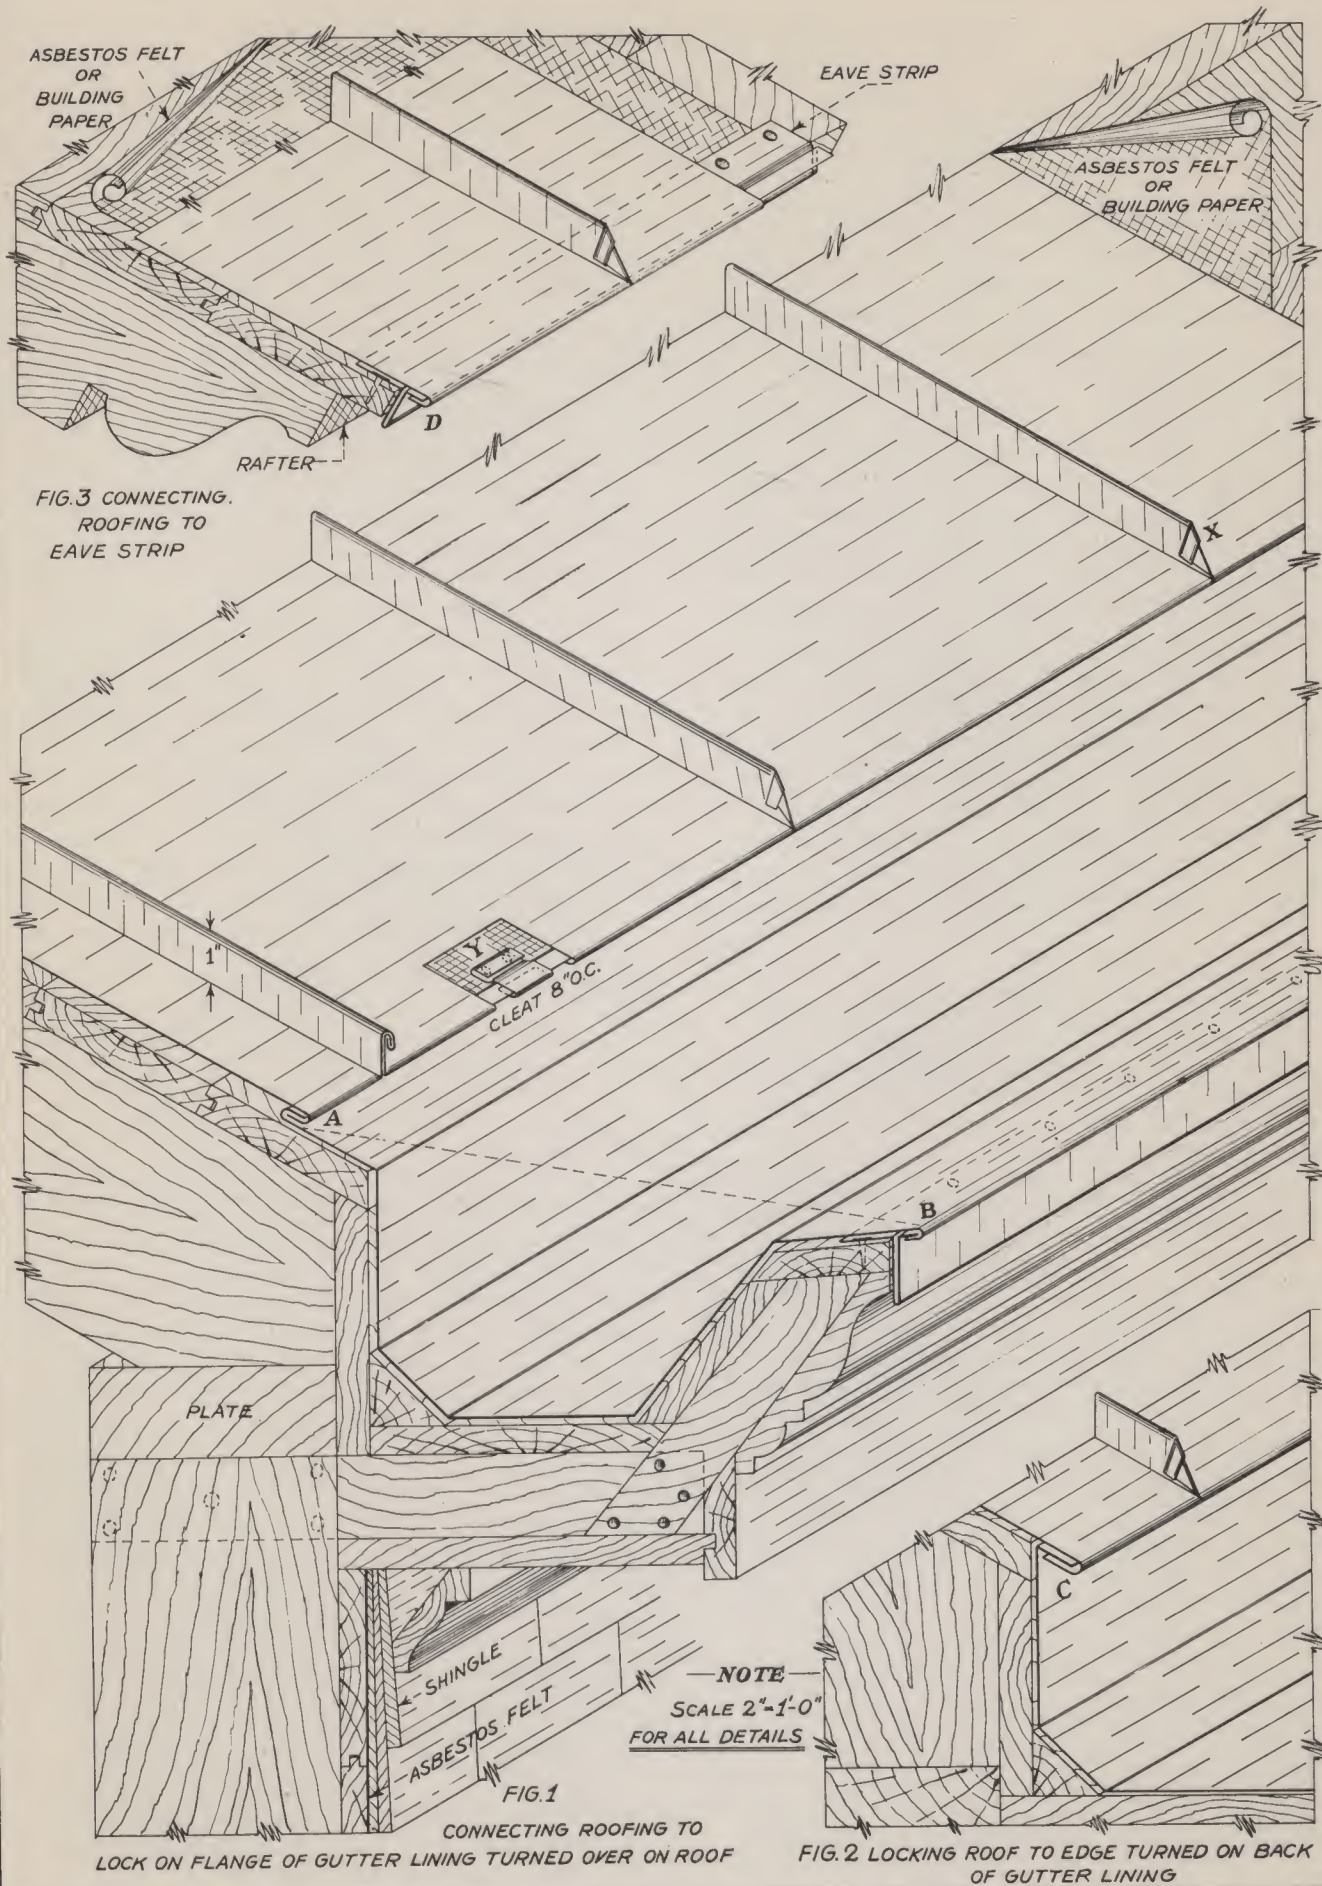 ASBESTOS FELT
OR
BUILDING
PAPER
EAVE STRIP
ASBESTOS FELT
OR
BUILDING PAPER
D
RAFTER
FIG.3 CONNECTING.
ROOFING TO
EAVE STRIP
X
1"
Y
CLEAT 8"O.C.
A
B
PLATE
C
SHINGLE
ASBESTOS FELT
—NOTE—
SCALE 2"=1'-0"
FOR ALL DETAILS
FIG.1
CONNECTING ROOFING TO
LOCK ON FLANGE OF GUTTER LINING TURNED OVER ON ROOF
FIG.2 LOCKING ROOF TO EDGE TURNED ON BACK
OF GUTTER LINING